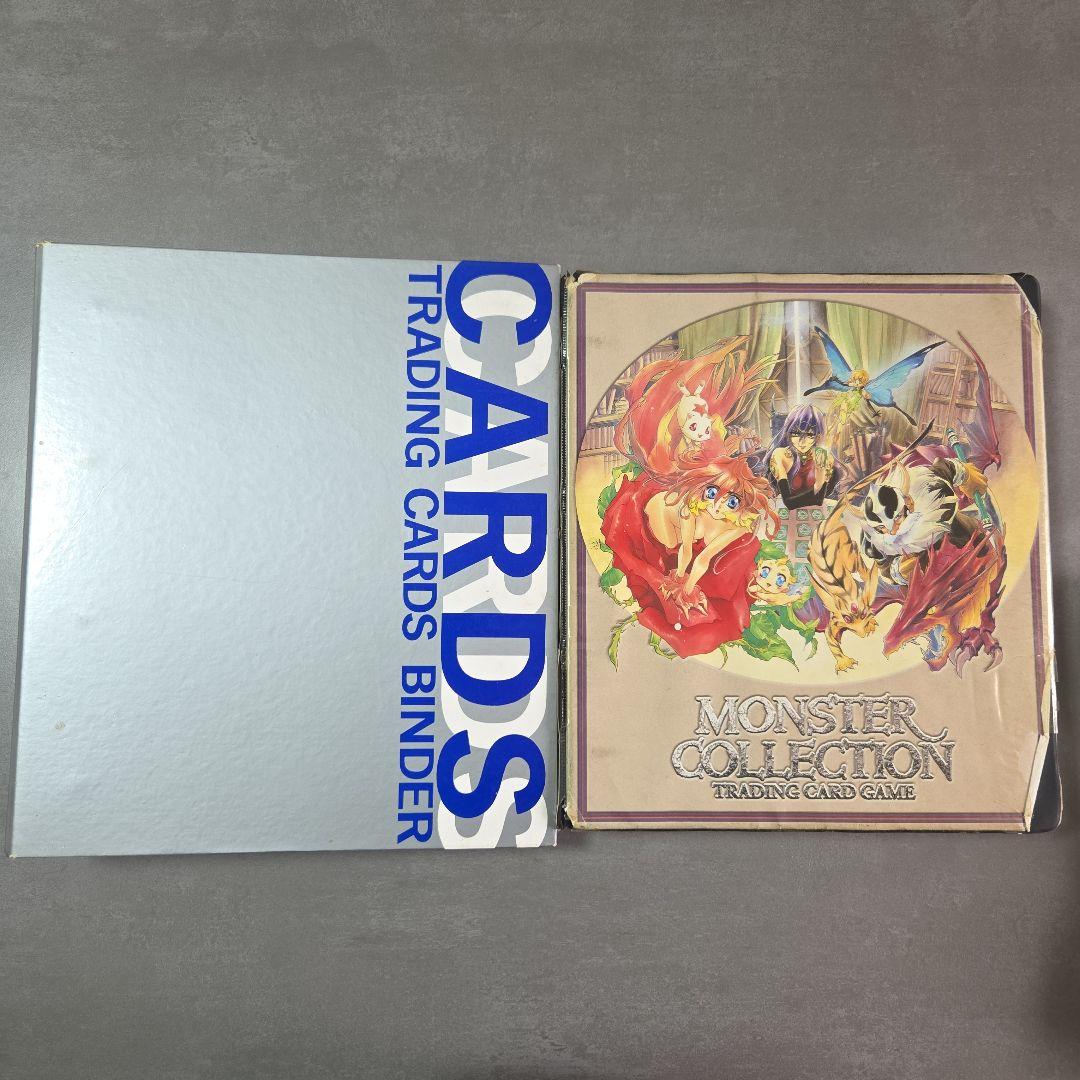 CARDS
TRADING CARDS BINDER
MONSTER
COLLECTION
TRADING CARD GAME